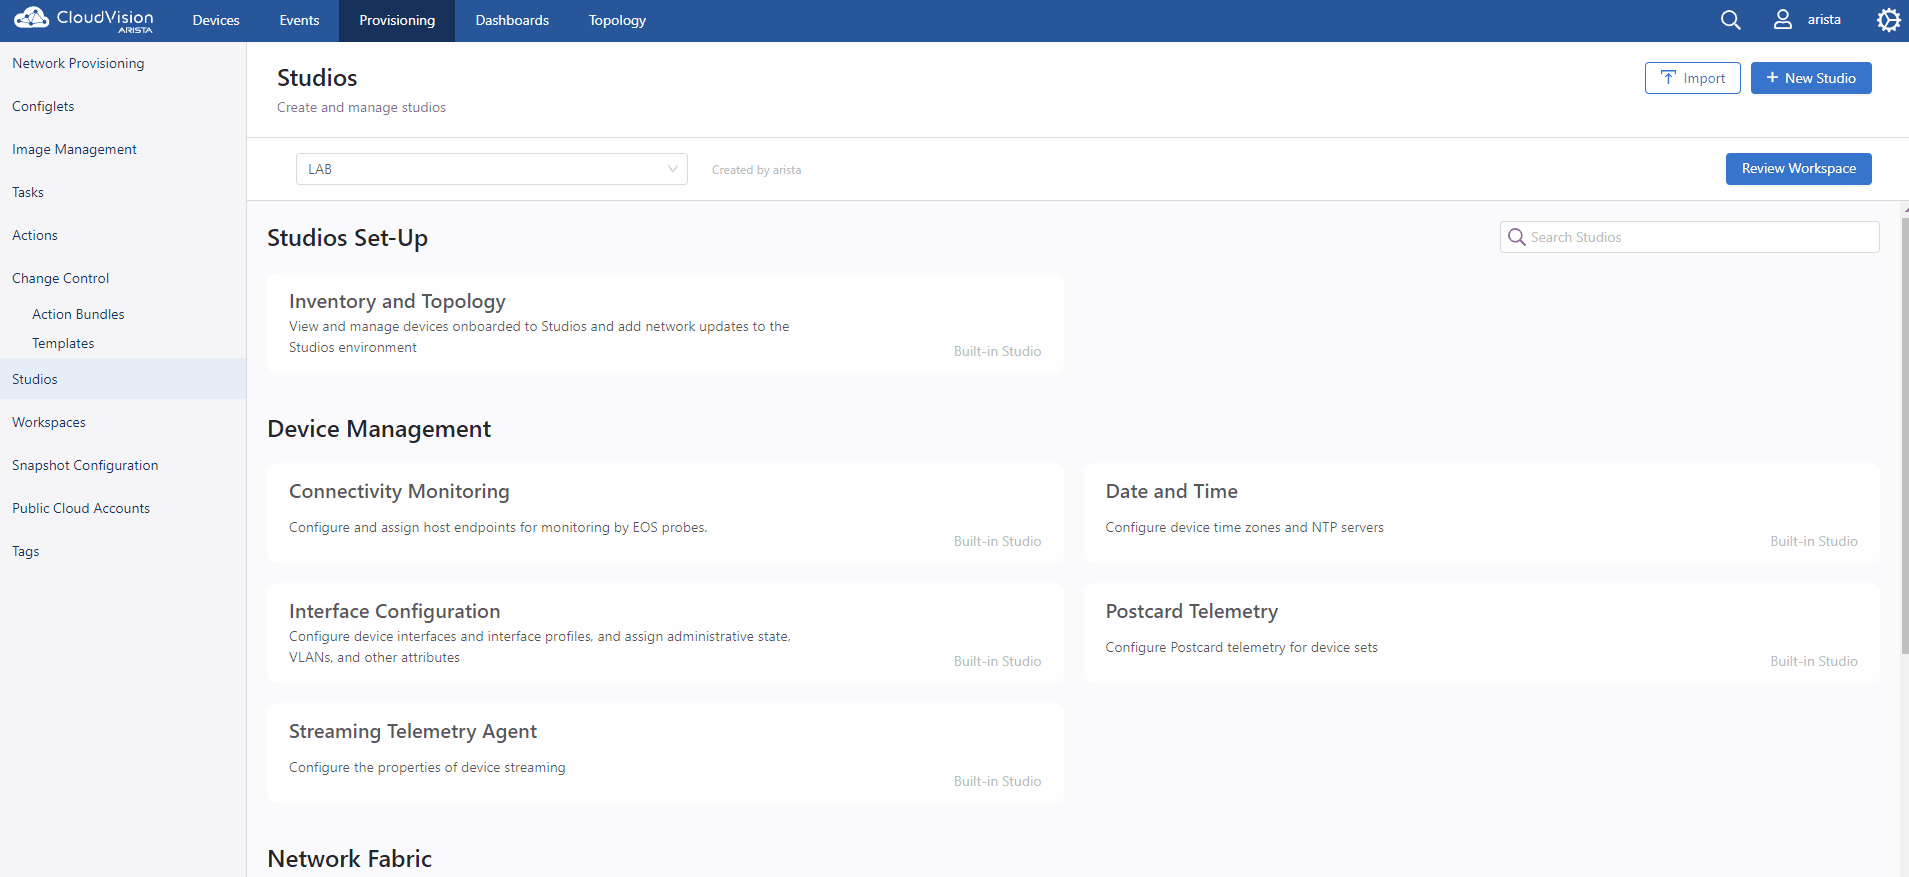 CloudVision
ARISTA
Devices
Events
Provisioning
Dashboards
Topology
arista
Network Provisioning
Configlets
Image Management
Tasks
Actions
Change Control
Action Bundles
Templates
Studios
Workspaces
Snapshot Configuration
Public Cloud Accounts
Tags
Studios
Create and manage studios
Import
+ New Studio
LAB
Created by arista
Review Workspace
Studios Set-Up
Search Studios
Inventory and Topology
View and manage devices onboarded to Studios and add network updates to the
Studios environment
Built-in Studio
Device Management
Connectivity Monitoring
Configure and assign host endpoints for monitoring by EOS probes.
Built-in Studio
Date and Time
Configure device time zones and NTP servers
Built-in Studio
Interface Configuration
Configure device interfaces and interface profiles, and assign administrative state,
VLANs, and other attributes
Built-in Studio
Postcard Telemetry
Configure Postcard telemetry for device sets
Built-in Studio
Streaming Telemetry Agent
Configure the properties of device streaming
Built-in Studio
Network Fabric